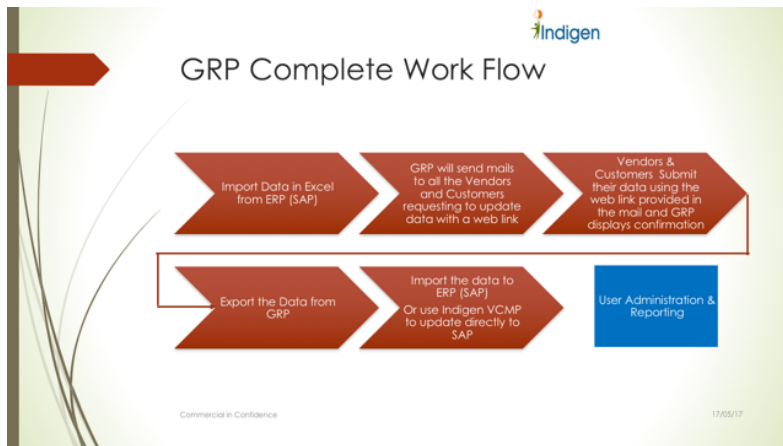 Indigen
GRP Complete Work Flow
Import Data in Excel
from ERP (SAP)
GRP will send mails
to all the Vendors
and Customers
requesting to update
data with a web link
Vendors &
Customers Submit
their data using the
web link provided in
the mail and GRP
displays confirmation
Export the Data from
GRP
Import the data to
ERP (SAP)
Or use Indigen VCMP
to update directly to
SAP
User Administration &
Reporting
Commercial in Confidence
17/05/17